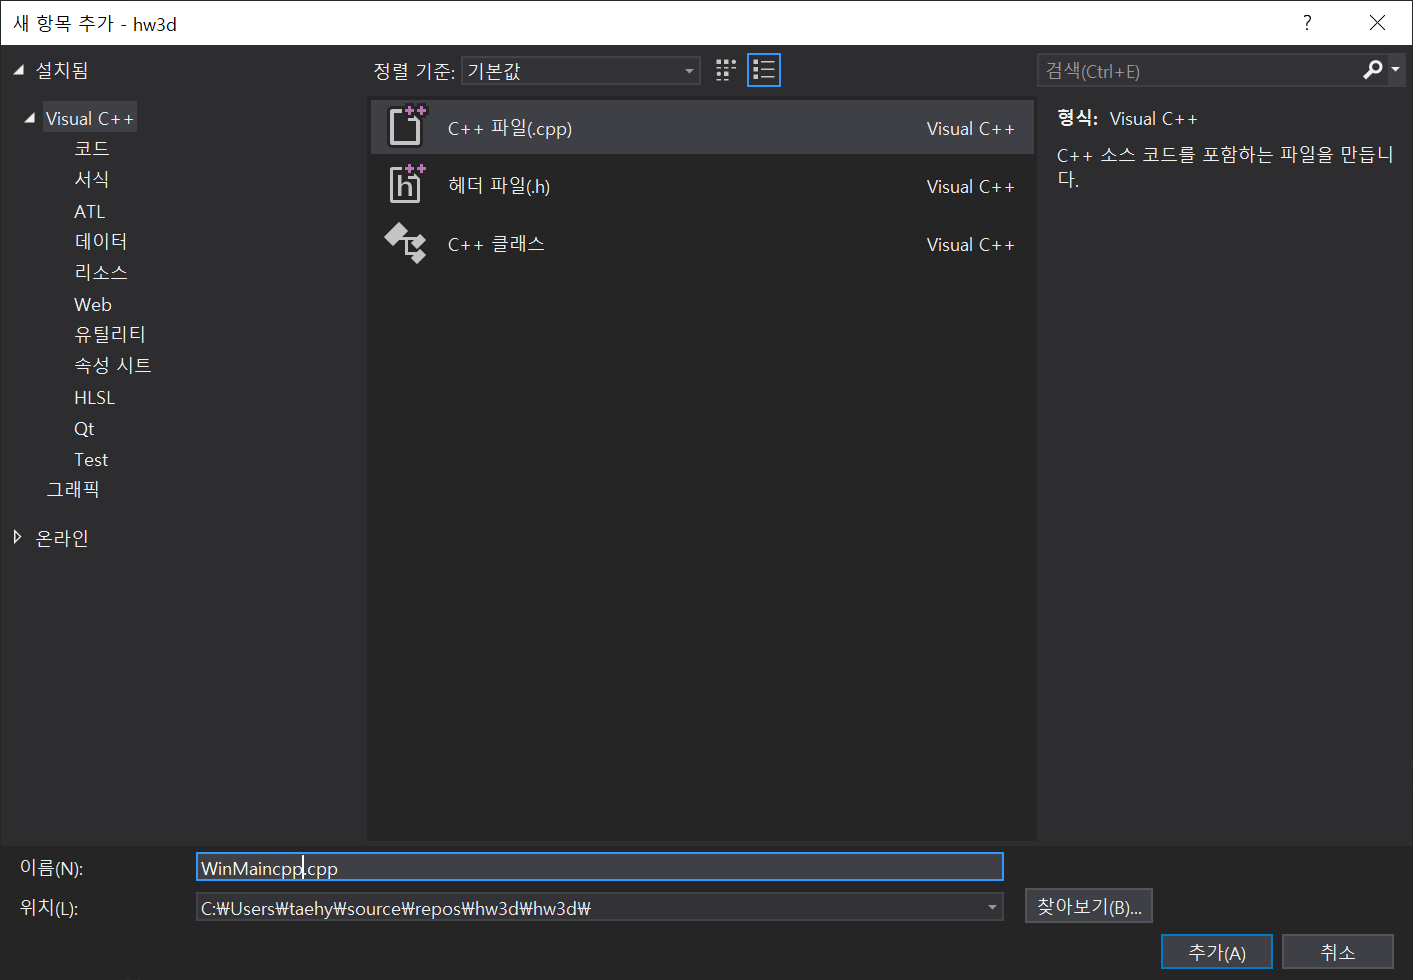 새 항목 추가 - hw3d
?
설치됨
정렬 기준: 기본값
검색(Ctrl+E)
Visual C++
코드
서식
ATL
데이터
리소스
Web
유틸리티
속성 시트
HLSL
Qt
Test
그래픽
온라인
C++ 파일(.cpp) Visual C++
헤더 파일(.h) Visual C++
C++ 클래스 Visual C++
형식: Visual C++
C++ 소스 코드를 포함하는 파일을 만듭니
다.
이름(N): WinMaincpp.cpp
위치(L): C:₩Users₩taehy₩source₩repos₩hw3d₩hw3d₩
찾아보기(B)...
추가(A) 취소